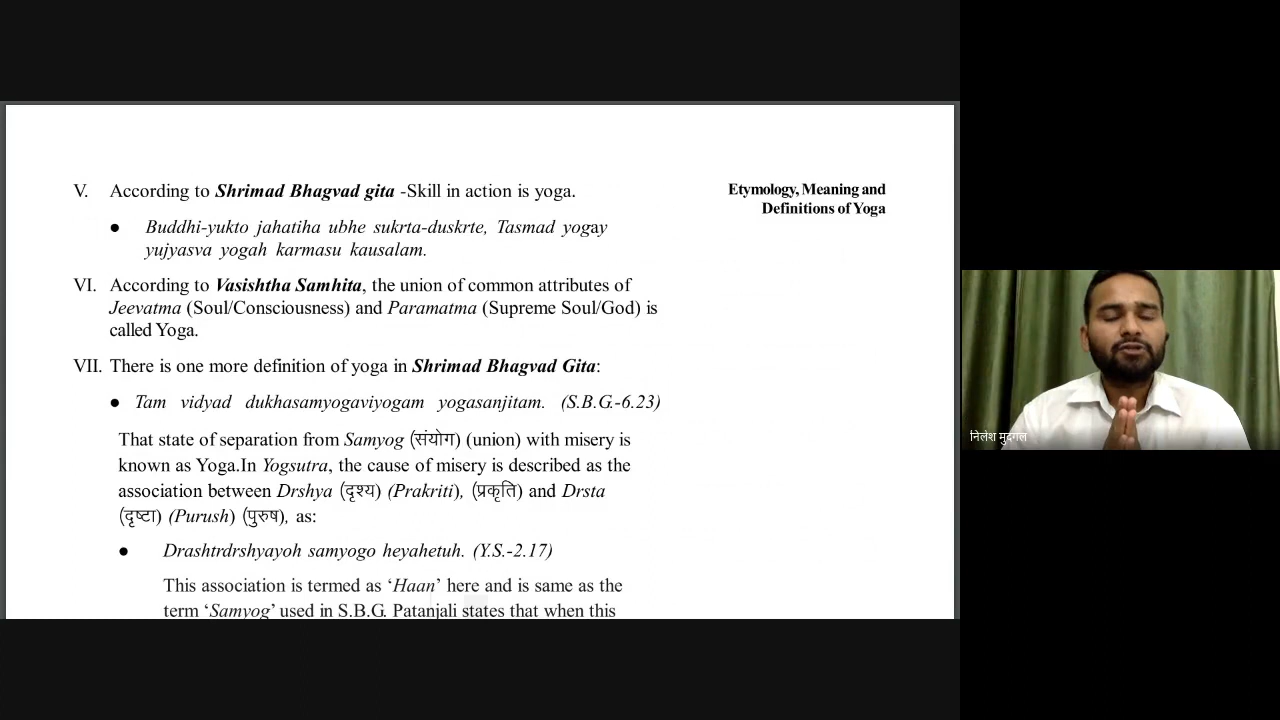 V. According to Shrimad Bhagvad gita -Skill in action is yoga.
Etymology, Meaning and
Definitions of Yoga
● Buddhi-yukto jahatiha ubhe sukrta-duskrte, Tasmad yogay
yujyasva yogah karmasu kausalam.
VI. According to Vasishtha Samhita, the union of common attributes of
Jeevatma (Soul/Consciousness) and Paramatma (Supreme Soul/God) is
called Yoga.
VII. There is one more definition of yoga in Shrimad Bhagvad Gita:
● Tam vidyad dukhasamyogaviyogam yogasanjitam. (S.B.G.-6.23)
That state of separation from Samyog (संयोग) (union) with misery is
known as Yoga.In Yogsutra, the cause of misery is described as the
association between Drshya (दृश्य) (Prakriti), (प्रकृति) and Drsta
(दृष्टा) (Purush) (पुरुष), as:
● Drashtrdrshyayoh samyogo heyahetuh. (Y.S.-2.17)
This association is termed as ‘Haan’ here and is same as the
term ‘Samyog’ used in S.B.G. Patanjali states that when this
निलेश मुदगल